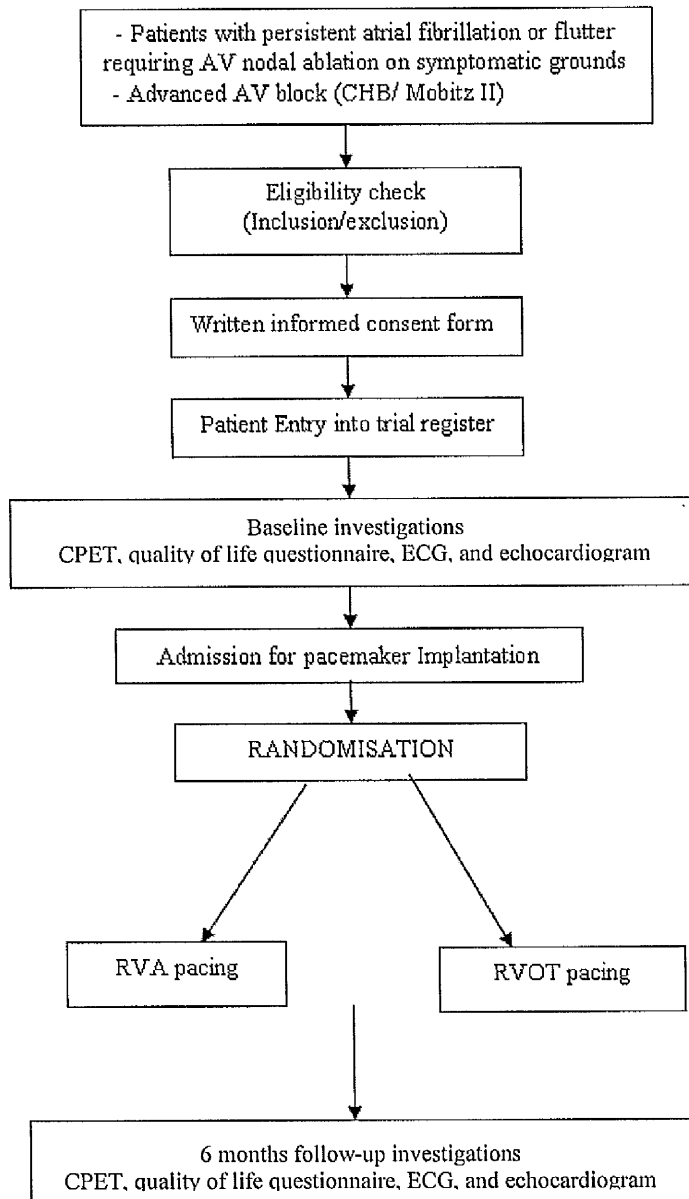 - Patients with persistent atrial fibrillation or flutter
requiring AV nodal ablation on symptomatic grounds
- Advanced AV block (CHB/ Mobitz II)
Eligibility check
(Inclusion/exclusion)
Written informed consent form
Patient Entry into trial register
Baseline investigations
CPET, quality of life questionnaire, ECG, and echocardiogram
Admission for pacemaker Implantation
RANDOMISATION
RVA pacing
RVOT pacing
6 months follow-up investigations
CPET, quality of life questionnaire, ECG, and echocardiogram